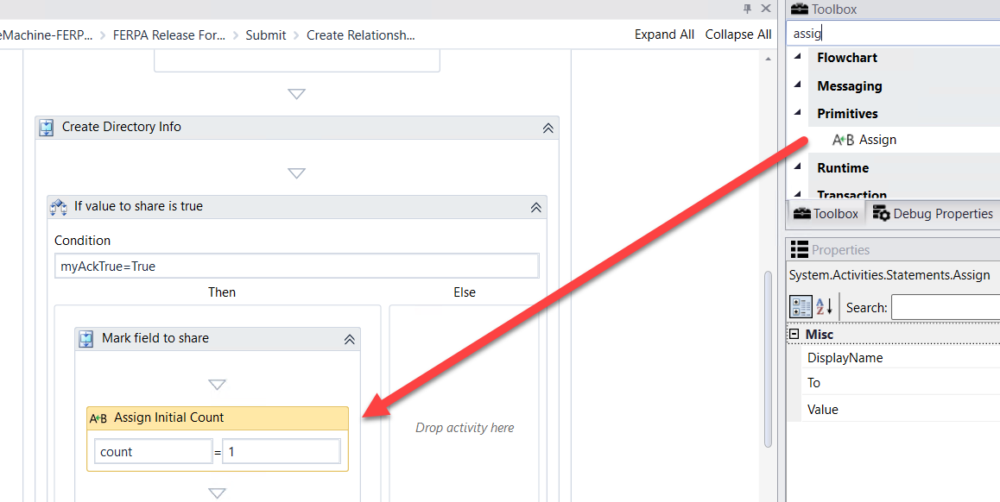 eMachine-FERP... > FERPA Release For... > Submit > Create Relationsh...
Expand All Collapse All
Create Directory Info
If value to share is true
Condition
myAckTrue=True
Then
Else
Mark field to share
A B Assign Initial Count
count = 1
Drop activity here
Toolbox
assig
Flowchart
Messaging
Primitives
A B Assign
Runtime
Transaction
Toolbox Debug Properties
Properties
System.Activities.Statements.Assign
A Z Search:
Misc
DisplayName
To
Value